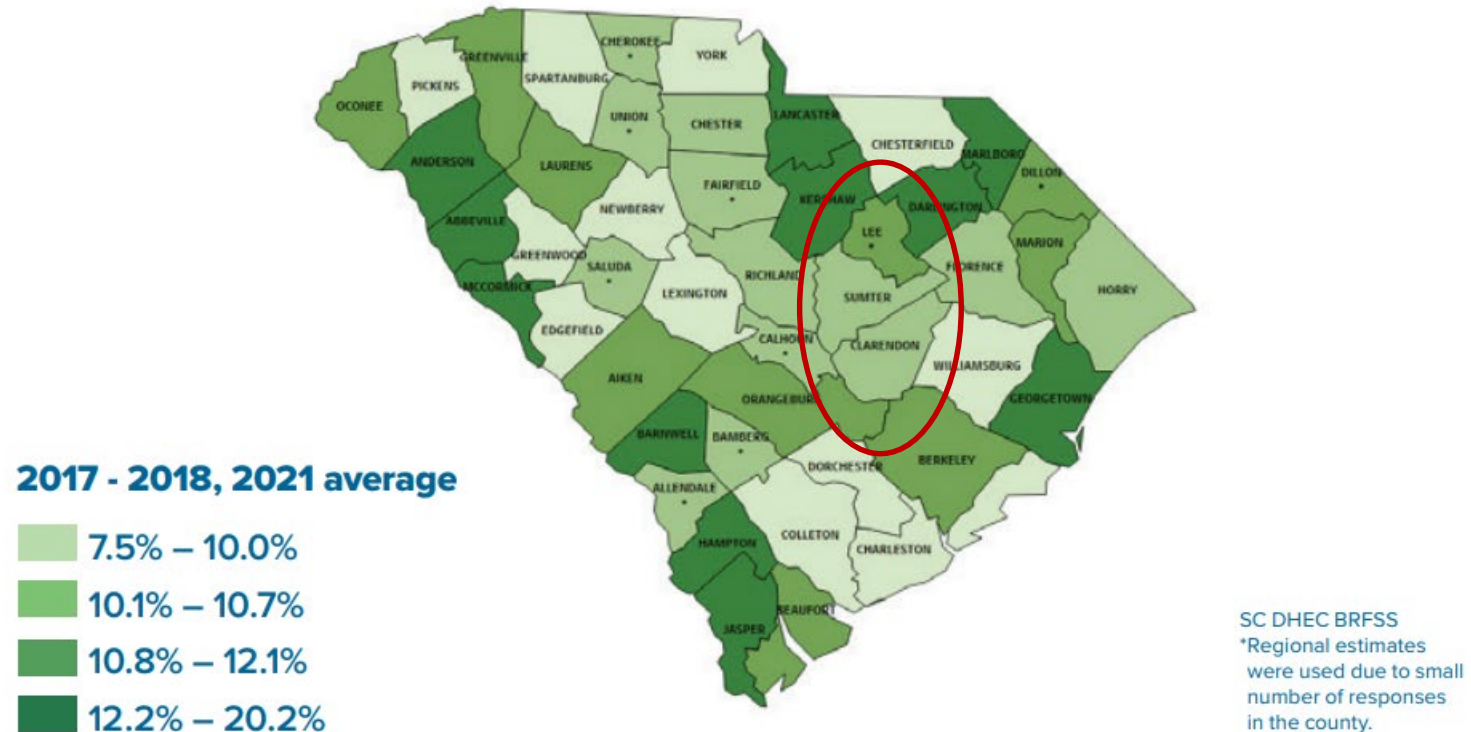 CHEROKEE
*
YORK
GREENVILLE
SPARTANBURG
PICKENS
OCONEE
UNION
*
CHESTER
LANCASTER
CHESTERFIELD
MARLBORO
ANDERSON
LAURENS
DILLON
*
FAIRFIELD
*
KERSHAW
DARLINGTON
NEWBERRY
ABBEVILLE
LEE
*
MARION
GREENWOOD
SALUDA
*
RICHLAND
FLORENCE
MCCORMICK
LEXINGTON
SUMTER
HORRY
EDGEFIELD
CALHOUN
*
CLARENDON
WILLIAMSBURG
AIKEN
ORANGEBURG
GEORGETOWN
BARNWELL
BAMBERG
*
DORCHESTER
BERKELEY
ALLENDALE
*
COLLETON
HAMPTON
CHARLESTON
BEAUFORT
JASPER
2017 - 2018, 2021 average
7.5% – 10.0%
10.1% – 10.7%
10.8% – 12.1%
12.2% – 20.2%
SC DHEC BRFSS
*Regional estimates
were used due to small
number of responses
in the county.